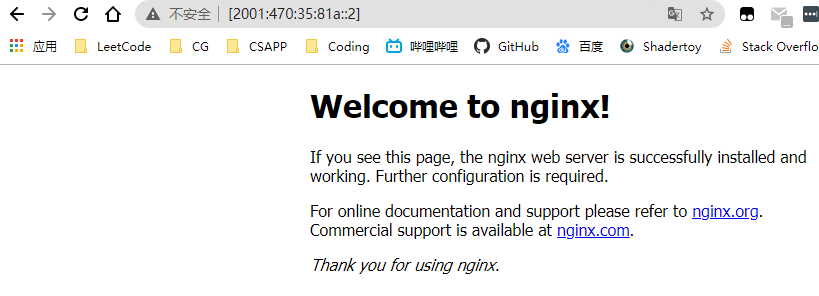 不安全 | [2001:470:35:81a::2]
应用 LeetCode CG CSAPP Coding 哔哩哔哩 GitHub 百度 Shadertoy Stack Overflo
Welcome to nginx!
If you see this page, the nginx web server is successfully installed and
working. Further configuration is required.
For online documentation and support please refer to nginx.org.
Commercial support is available at nginx.com.
Thank you for using nginx.